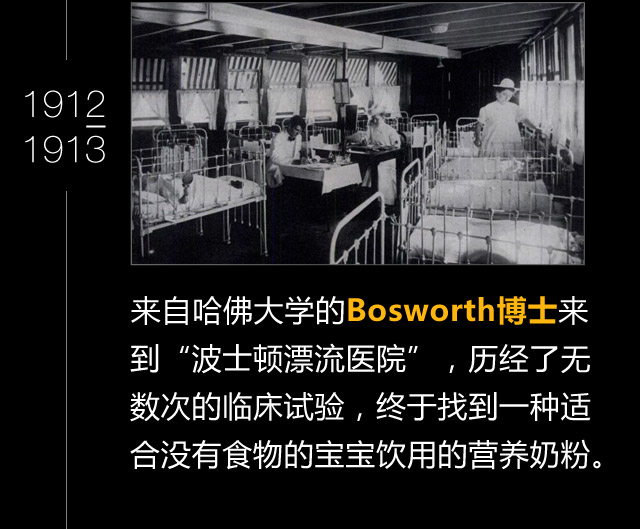 1912
1913
来自哈佛大学的Bosworth博士来
到“波士顿漂流医院”，历经了无
数次的临床试验，终于找到一种适
合没有食物的宝宝饮用的营养奶粉。